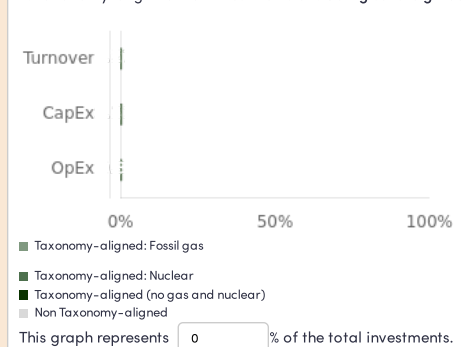 Turnover
CapEx
OpEx
0% 50% 100%
Taxonomy-aligned: Fossil gas
Taxonomy-aligned: Nuclear
Taxonomy-aligned (no gas and nuclear)
Non Taxonomy-aligned
This graph represents 0 % of the total investments.